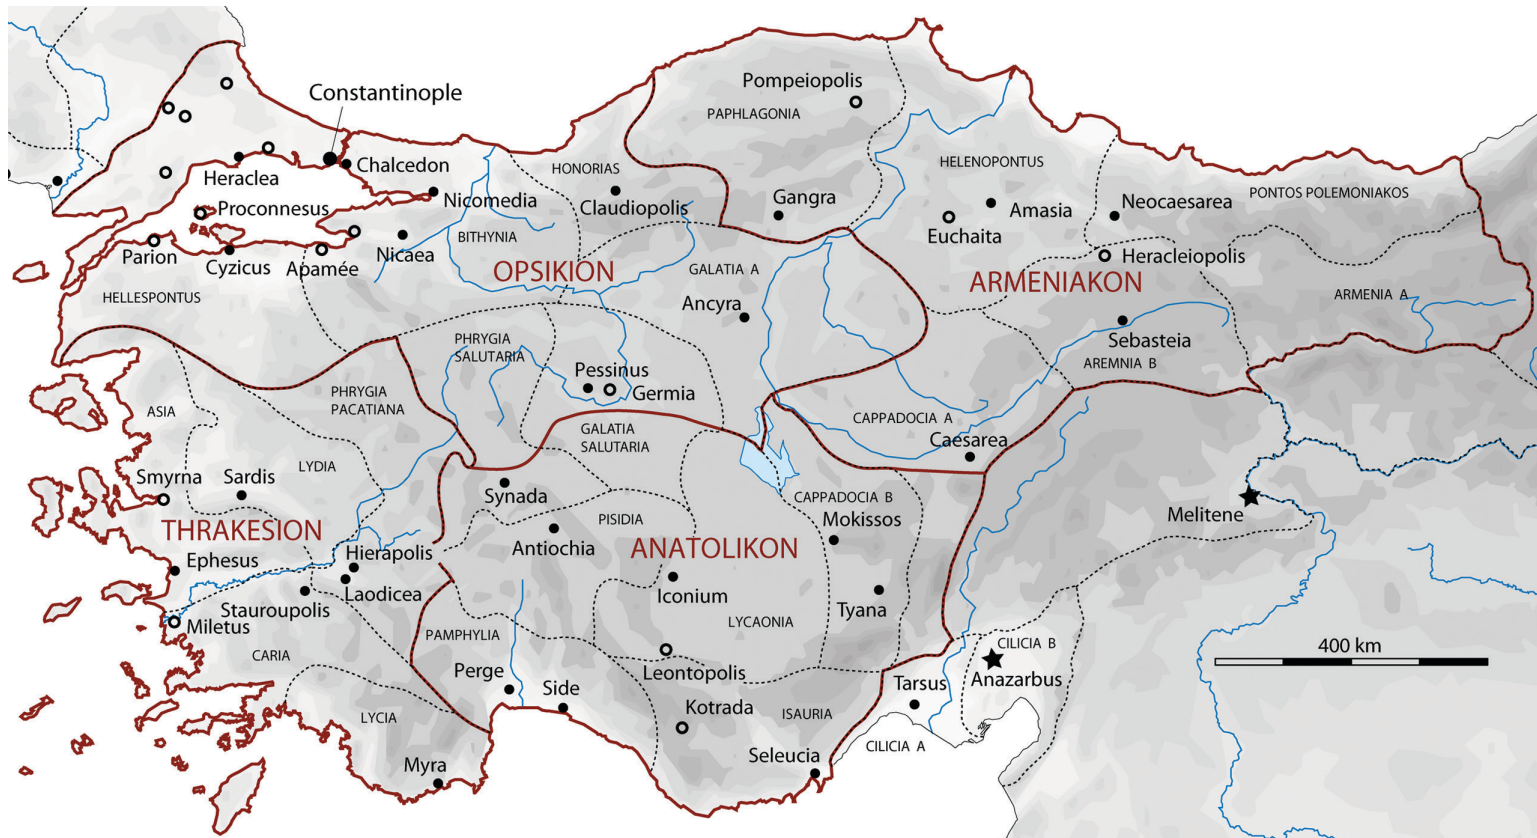 Pompeiopolis
Constantinople
PAPHLAGONIA
Chalcedon
HONORIAS
HELENOPONTUS
Heraclea
Nicomedia
Claudiopolis
Gangra
Amasia
Neocaesarea
PONTOS POLEMONIAKOS
Proconnesus
BITHYNIA
Euchaita
Parion
Cyzicus
Apamée
Nicaea
OPSIKION
GALATIA A
ARMENIAKON
Heracleiopolis
HELLESPONTUS
Ancyra
ARMENIA A
PHRYGIA
SALUTARIA
Sebasteia
AREMNIA B
Pessinus
Germia
PHRYGIA
PACATIANA
ASIA
CAPPADOCIA A
GALATIA
SALUTARIA
Caesarea
LYDIA
Smyrna
Sardis
Synada
CAPPADOCIA B
Mokissos
Melitene
THRAKESION
PISIDIA
Antiochia
ANATOLIKON
Hierapolis
Ephesus
Laodicea
Iconium
Tyana
Stauroupolis
Miletus
LYCAONIA
PAMPHYLIA
CARIA
CILICIA B
400 km
Perge
Side
Leontopolis
Tarsus
Anazarbus
Kotrada
LYCIA
ISAURIA
CILICIA A
Seleucia
Myra